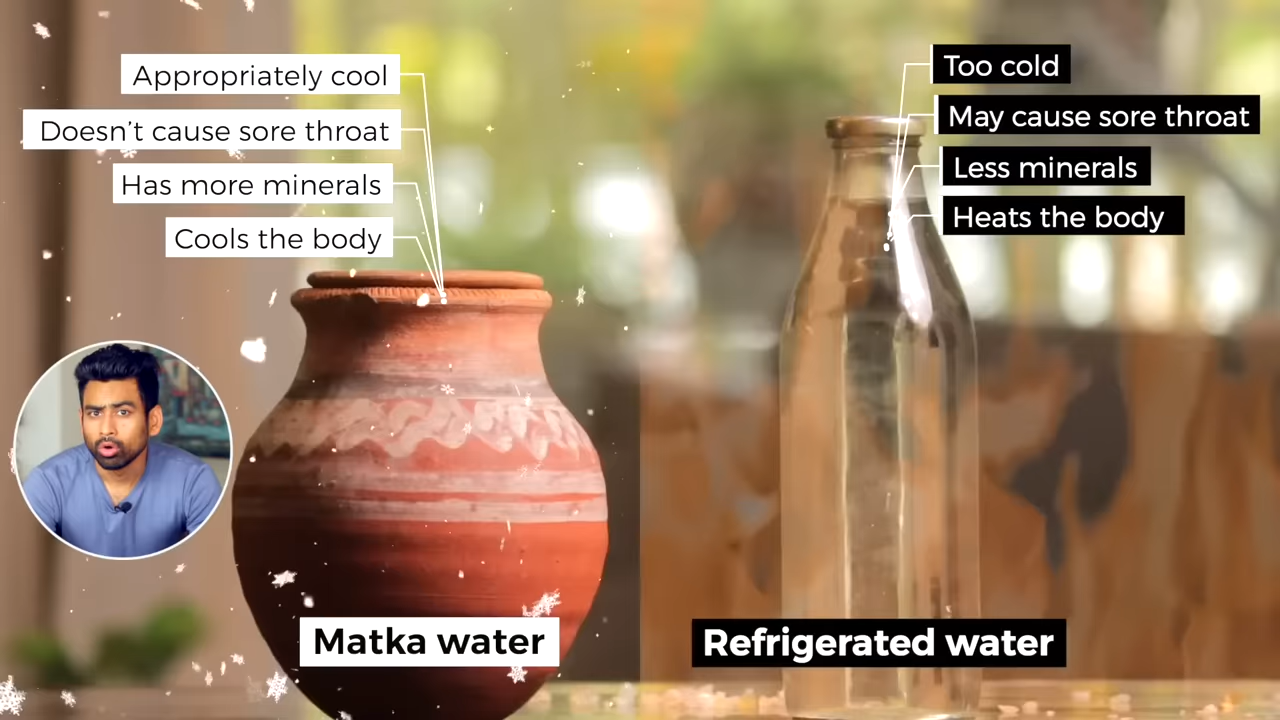 Appropriately cool
Doesn't cause sore throat
Has more minerals
Cools the body
Matka water
Too cold
May cause sore throat
Less minerals
Heats the body
Refrigerated water